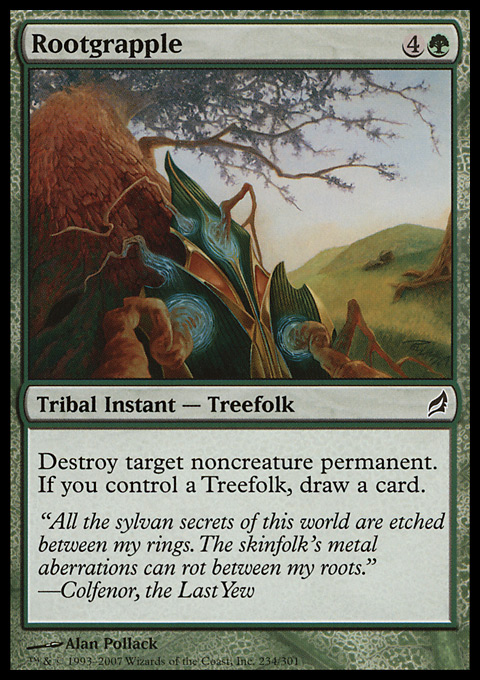 Rootgrapple
4
Tribal Instant — Treefolk
Destroy target noncreature permanent.
If you control a Treefolk, draw a card.
“All the sylvan secrets of this world are etched
between my rings. The skinfolk’s metal
aberrations can rot between my roots.”
—Colfenor, the Last Yew
Alan Pollack
™ & © 1993–2007 Wizards of the Coast, Inc. 234/301